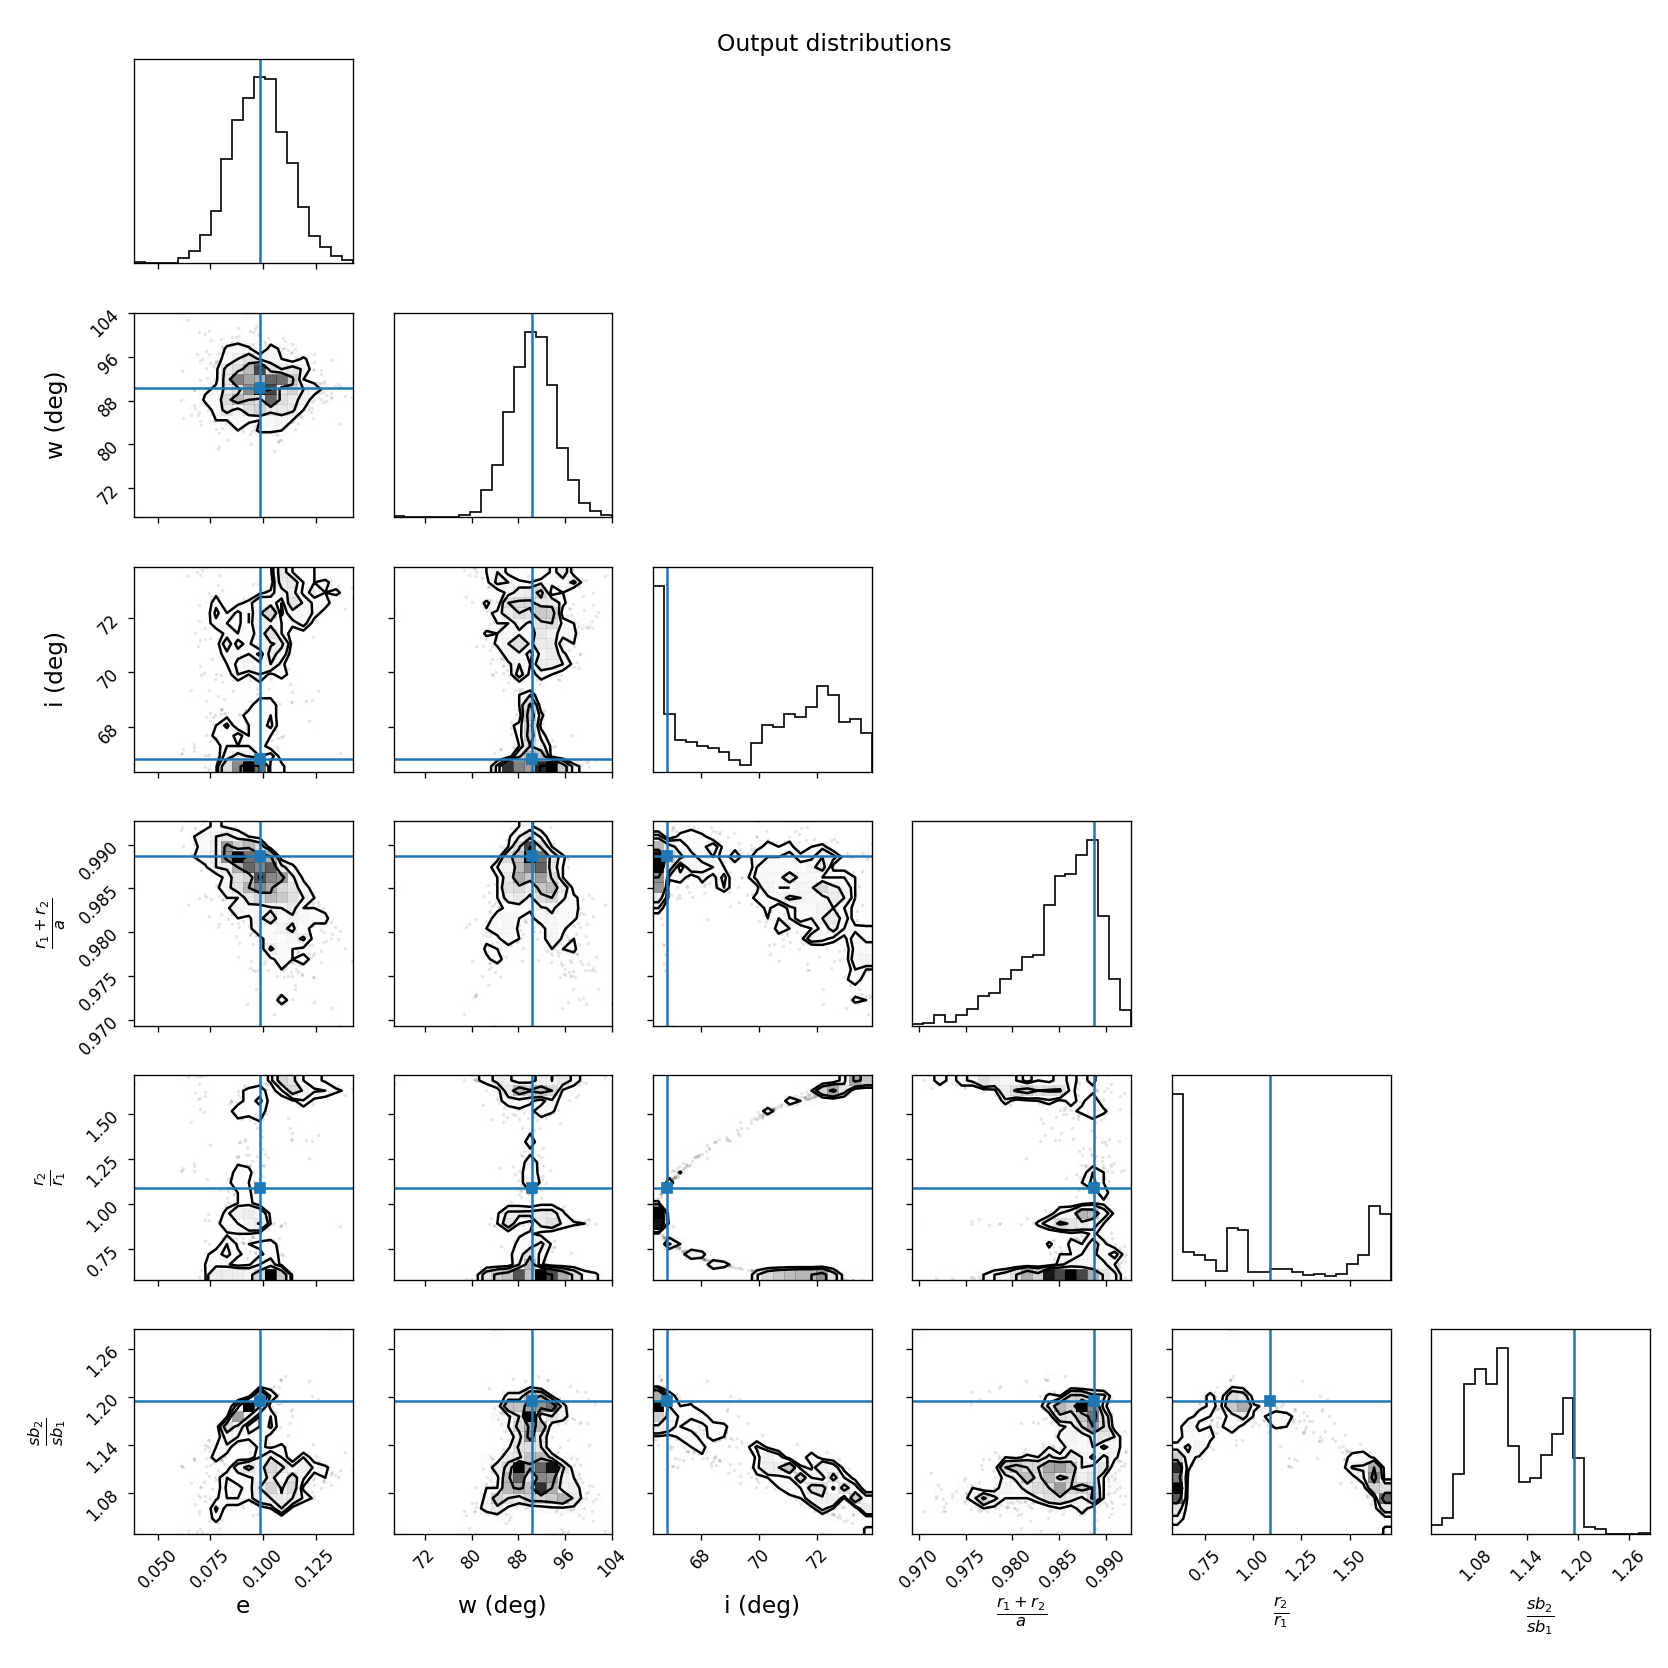 Output distributions
104
96
88
80
72
w (deg)
72
70
68
i (deg)
0.990
0.985
0.980
0.975
0.970
r₁ + r₂
a
1.50
1.25
1.00
0.75
r₂
r₁
1.26
1.20
1.14
1.08
sb₂
sb₁
0.050 0.075 0.100 0.125
72 80 88 96 104
68 70 72
0.970 0.975 0.980 0.985 0.990
0.75 1.00 1.25 1.50
1.08 1.14 1.20 1.26
e
w (deg)
i (deg)
r₁ + r₂
a
r₂
r₁
sb₂
sb₁